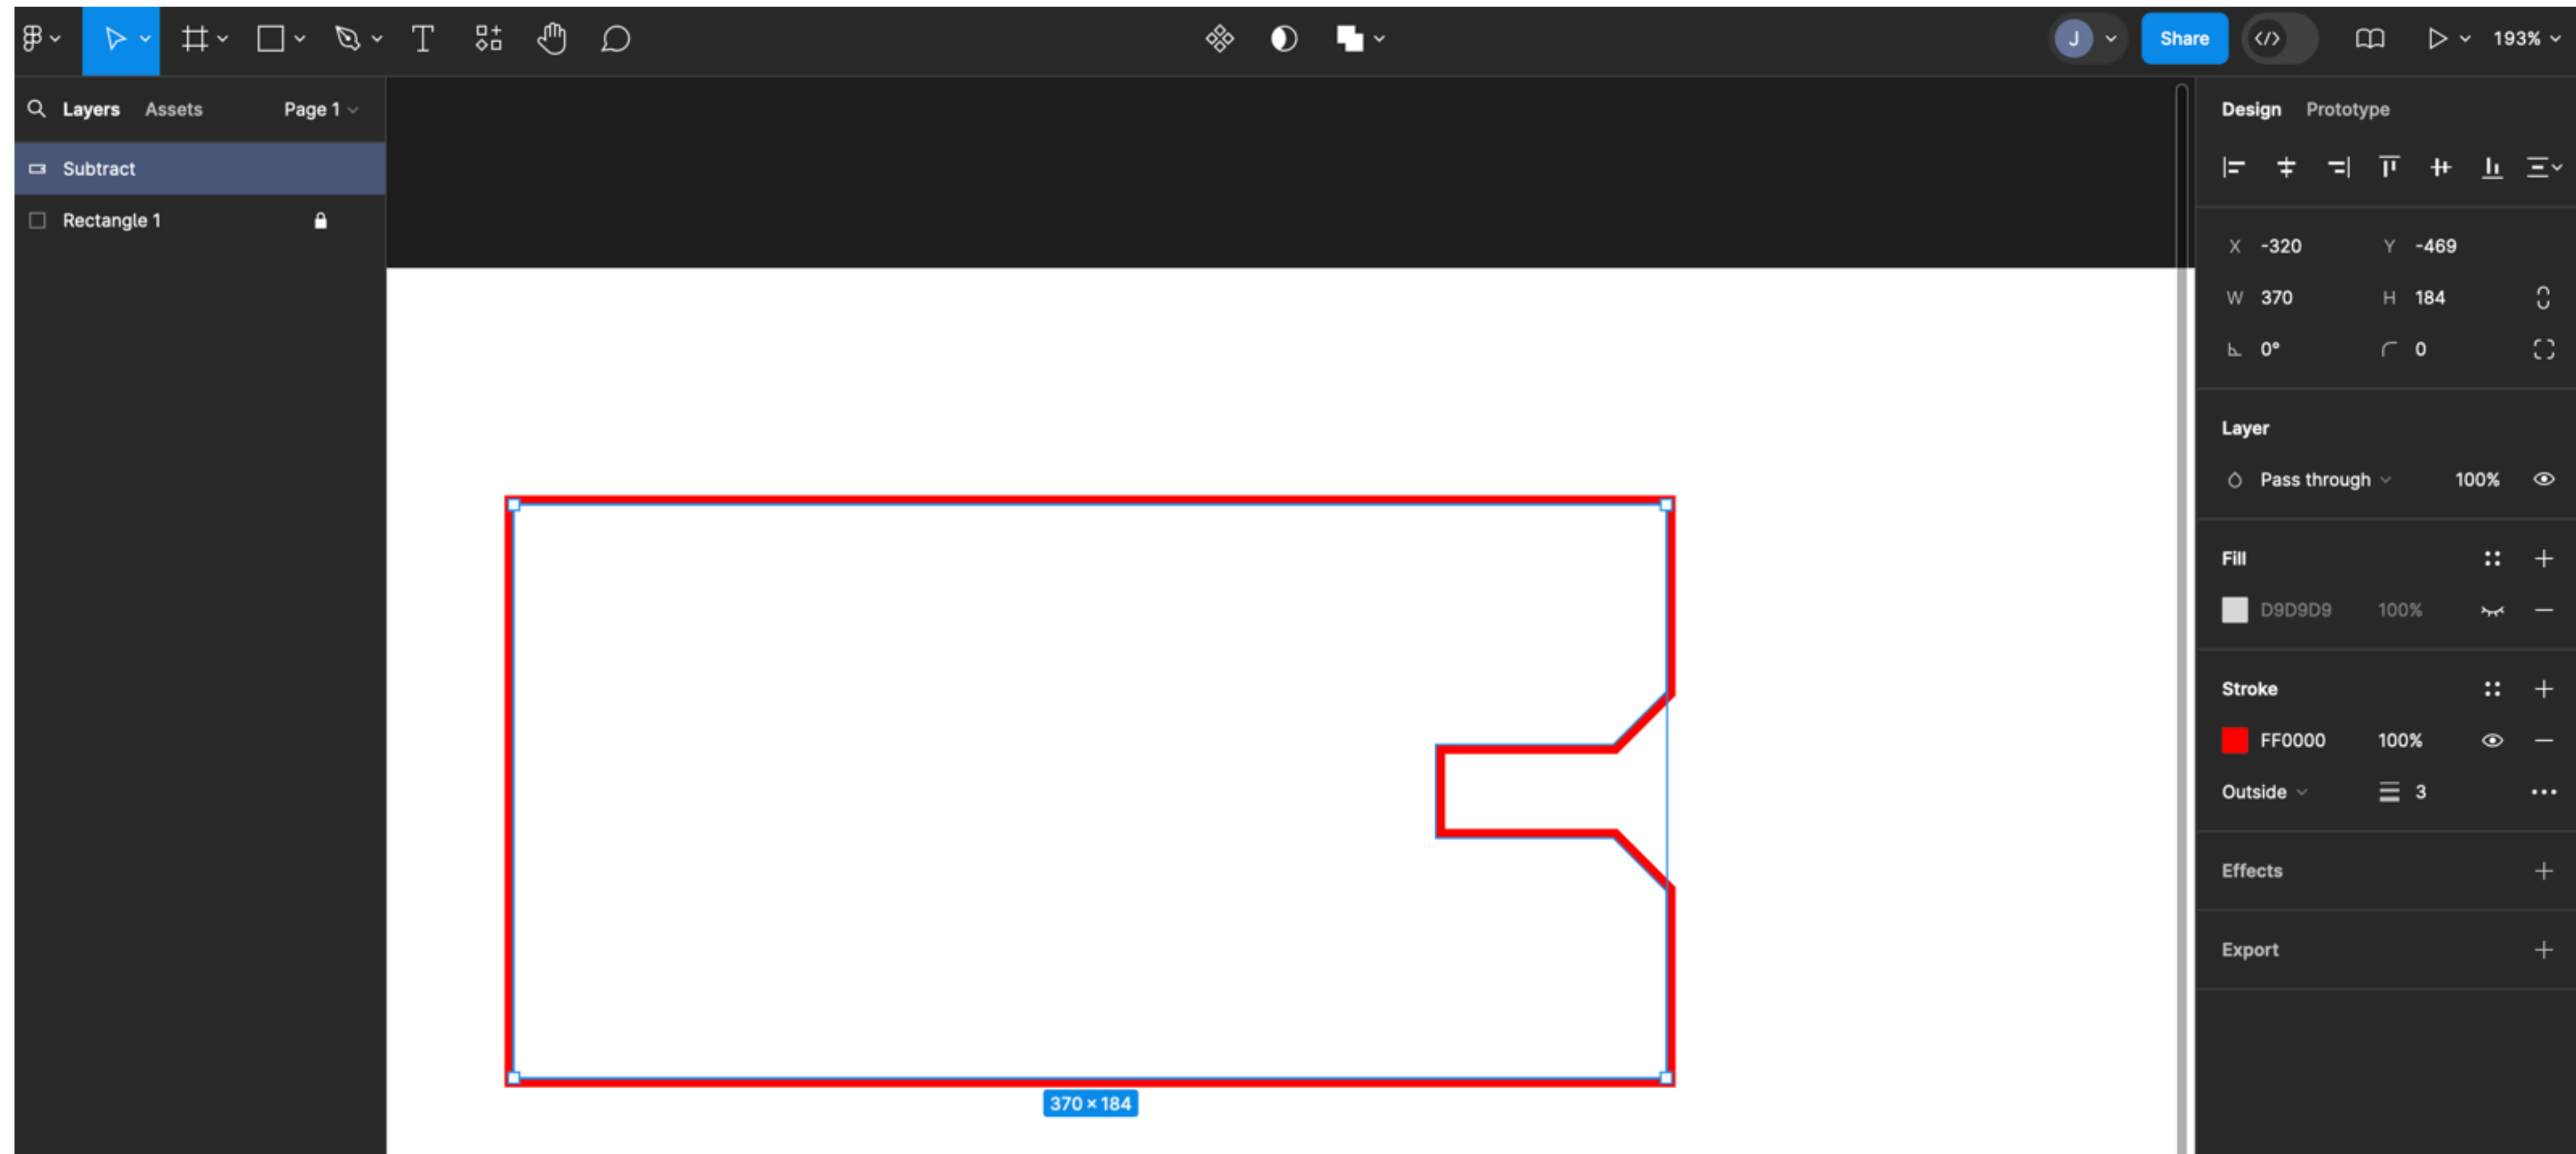 T J Share 193%
Layers Assets Page 1
Subtract
Rectangle 1
Design Prototype
X -320 Y -469
W 370 H 184
0° 0
Layer
Pass through 100%
Fill
D9D9D9 100%
Stroke
FF0000 100%
Outside 3
Effects
Export
370 × 184